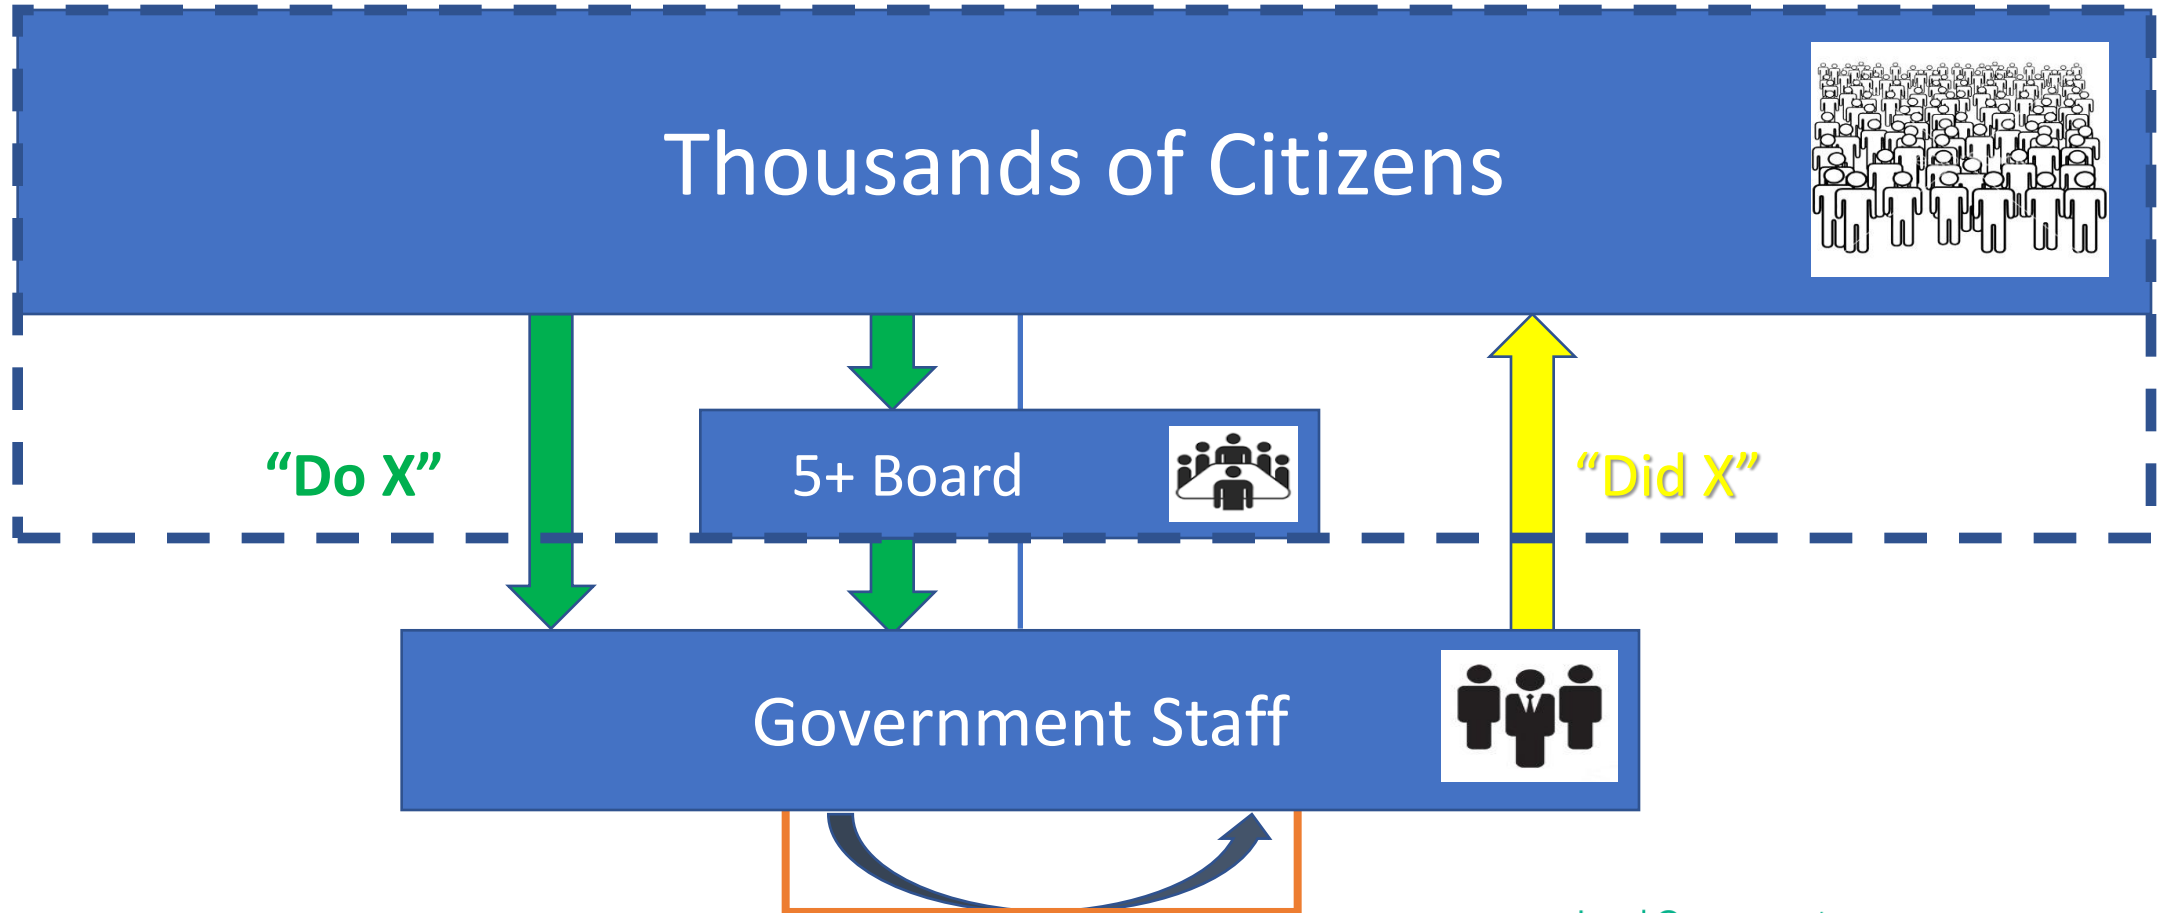 Thousands of Citizens
“Do X”
5+ Board
“Did X”
Government Staff